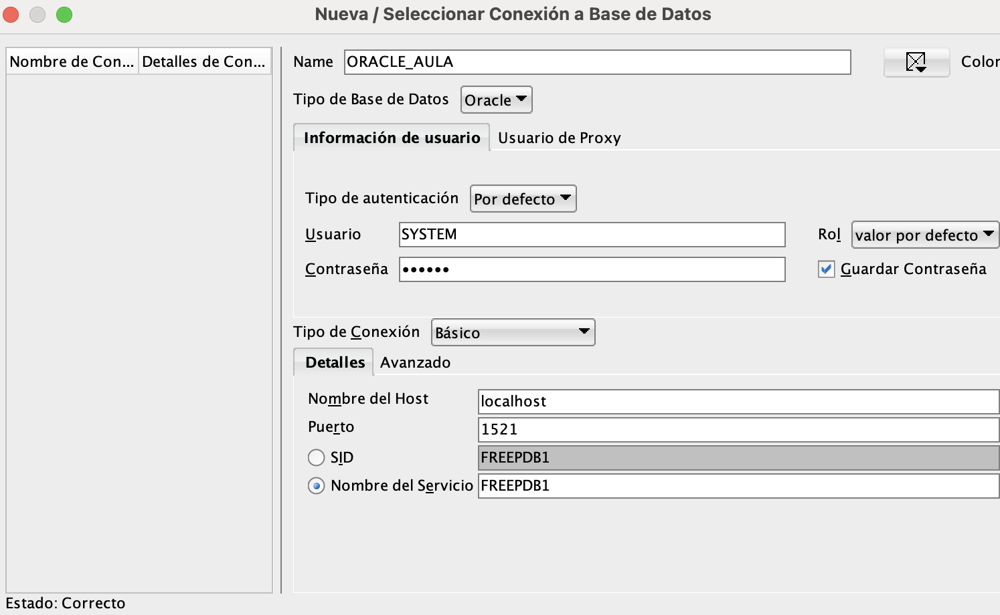 Nueva / Seleccionar Conexión a Base de Datos
Nombre de Con... Detalles de Con...
Name ORACLE_AULA Color
Tipo de Base de Datos Oracle
Información de usuario Usuario de Proxy
Tipo de autenticación Por defecto
Usuario SYSTEM Rol valor por defecto
Contraseña •••••• Guardar Contraseña
Tipo de Conexión Básico
Detalles Avanzado
Nombre del Host localhost
Puerto 1521
SID FREEPDB1
Nombre del Servicio FREEPDB1
Estado: Correcto